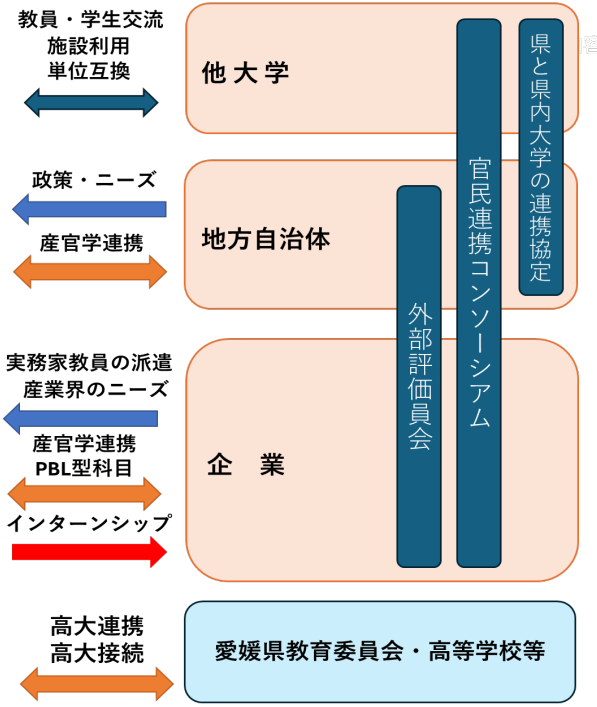 教員・学生交流
施設利用
単位互換
他大学
県と県内大学の連携協定
官民連携コンソーシアム
政策・ニーズ
産官学連携
地方自治体
外部評価員会
実務家教員の派遣
産業界のニーズ
産官学連携
PBL型科目
インターンシップ
企　業
高大連携
高大接続
愛媛県教育委員会・高等学校等